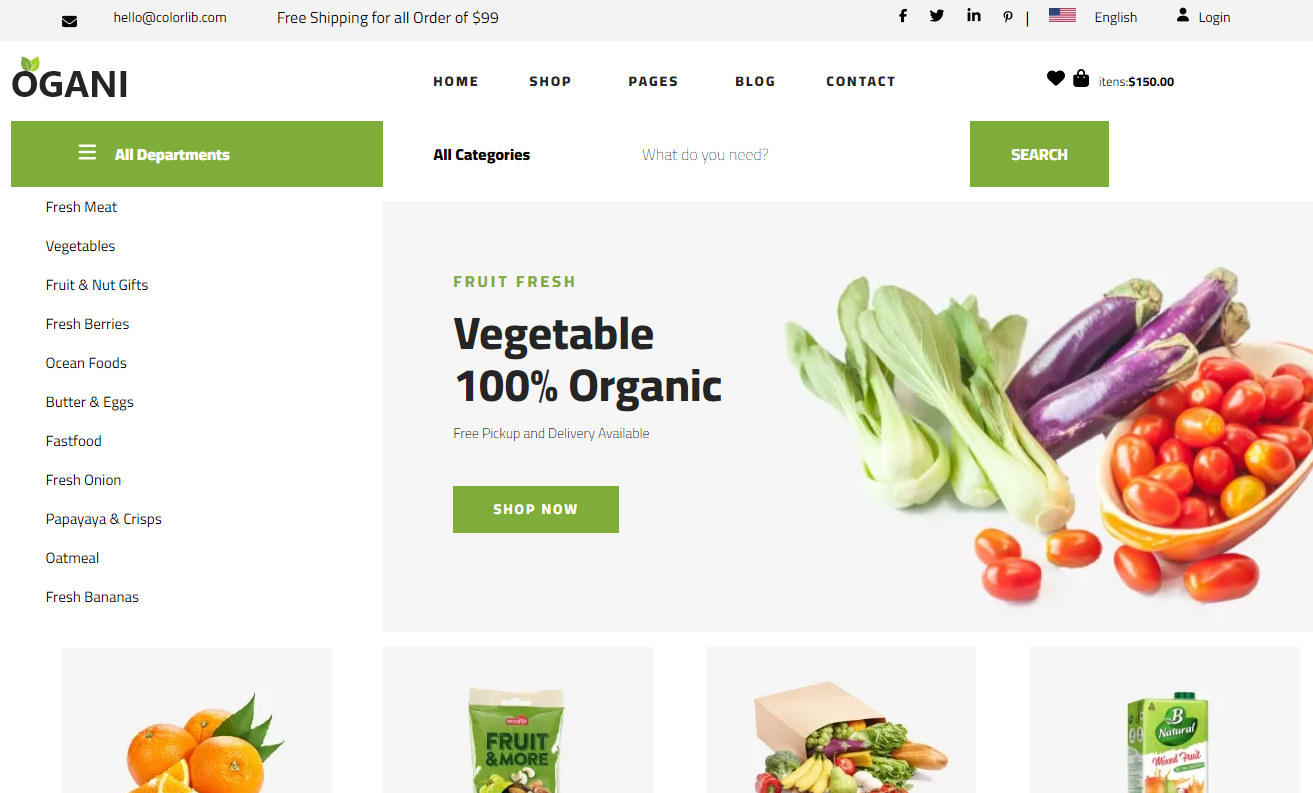 hello@colorlib.com Free Shipping for all Order of $99 | English Login
OGANI HOME SHOP PAGES BLOG CONTACT itens:$150.00
All Departments All Categories What do you need? SEARCH
Fresh Meat
Vegetables
Fruit & Nut Gifts
Fresh Berries
Ocean Foods
Butter & Eggs
Fastfood
Fresh Onion
Papayaya & Crisps
Oatmeal
Fresh Bananas
FRUIT FRESH
Vegetable
100% Organic
Free Pickup and Delivery Available
SHOP NOW
FRUIT
&MORE
B
Natural
Mixed Fruit